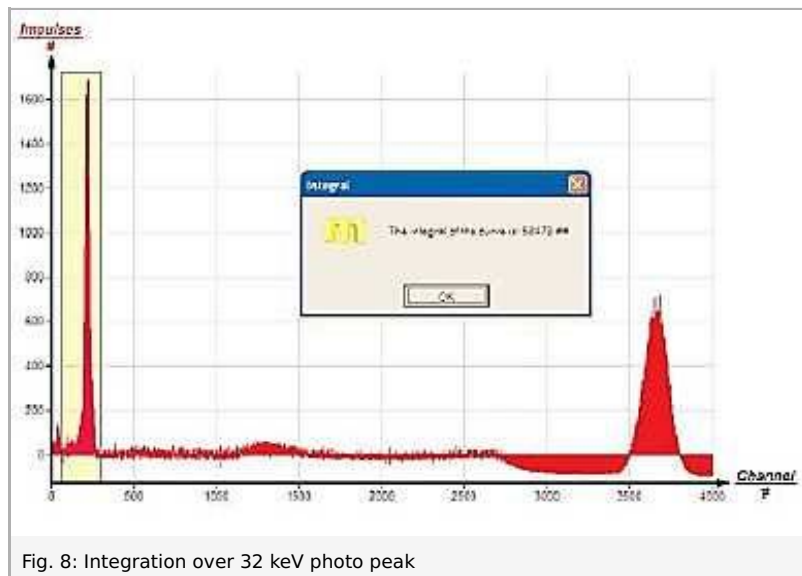 Impulses
#
1600
1400
1200
1000
800
600
400
200
0
0 500 1000 1500 2000 2500 3000 3500 4000
Channel
#
Integral
The integral of the curve is
OK
Fig. 8: Integration over 32 keV photo peak